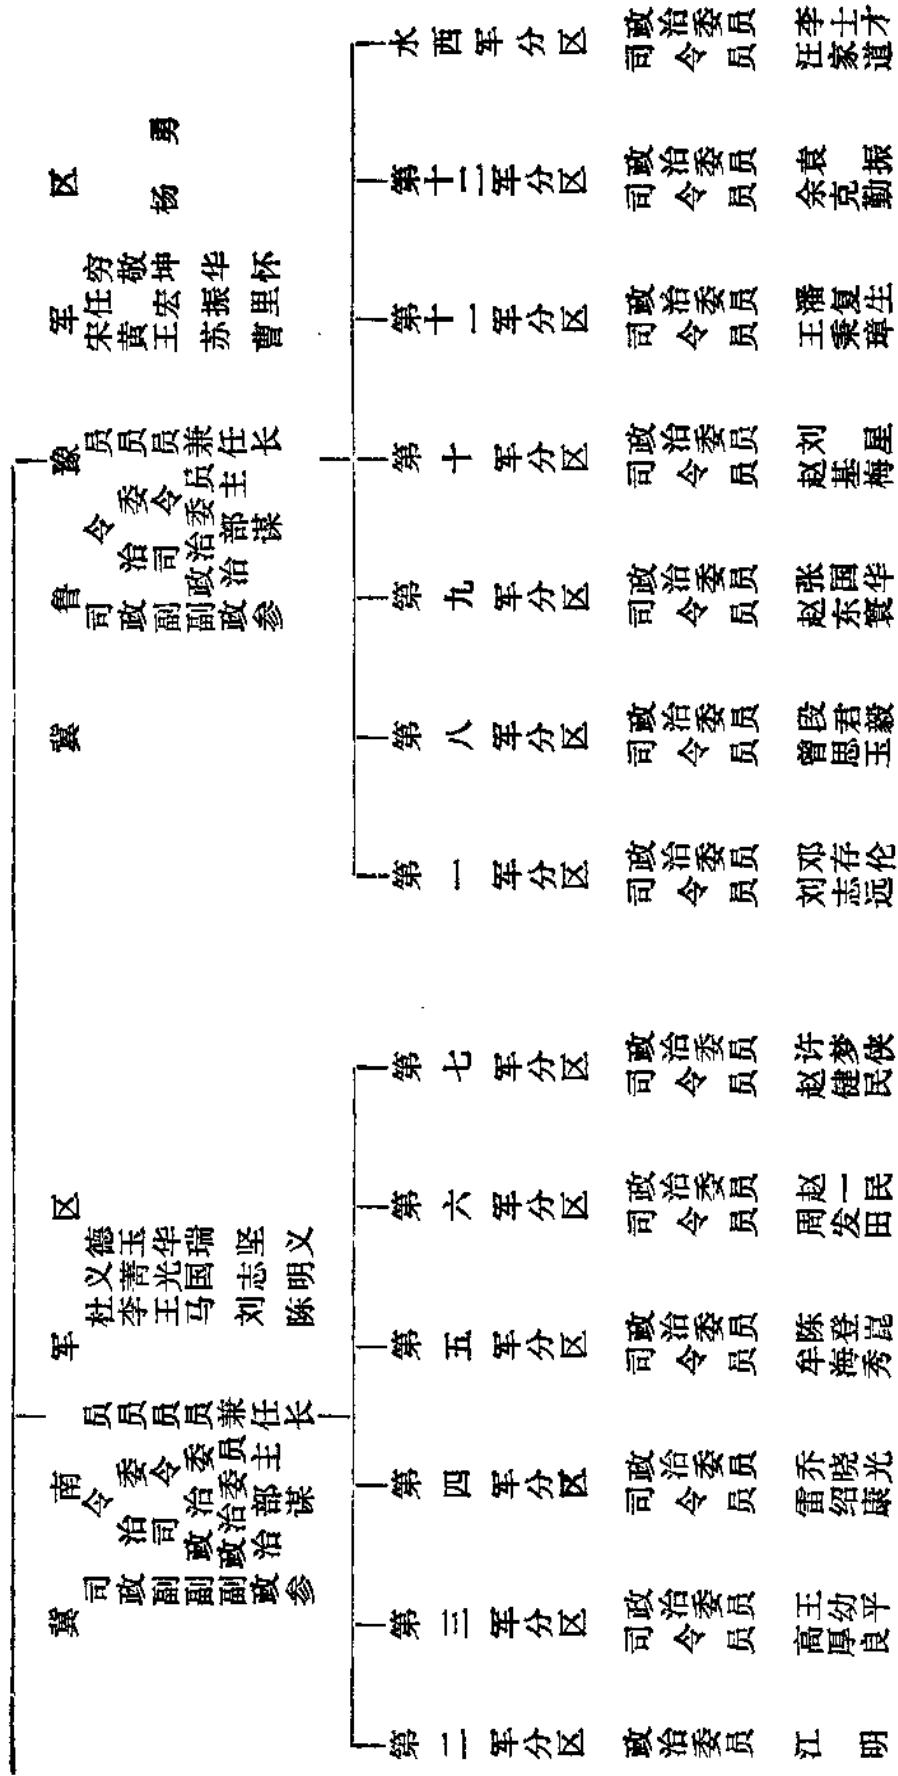 冀南军区
司令员 杜义德
政治委员 李菁玉
副司令员 王光华
副政治委员 马国瑞
副政治委员兼
政治部主任 刘志坚
参谋长 陈明义
第二军分区
政治委员 江明
第三军分区
司令员 高厚良
政治委员 王幼平
第四军分区
司令员 雷绍康
政治委员 乔晓光
第五军分区
司令员 牟海秀
政治委员 陈登崑
第六军分区
司令员 周发田
政治委员 赵一民
第七军分区
司令员 赵健民
政治委员 许梦侠
冀鲁豫军区
司令员 宋任穷
政治委员 黄敬
副司令员 王宏坤 杨勇
副政治委员兼
政治部主任 苏振华
参谋长 曹里怀
第一军分区
司令员 刘志远
政治委员 邓存伦
第八军分区
司令员 曾思玉
政治委员 段君毅
第九军分区
司令员 赵东寰
政治委员 张国华
第十军分区
司令员 赵基梅
政治委员 刘星
第十一军分区
司令员 王秉璋
政治委员 潘复生
第十二军分区
司令员 余克勤
政治委员 袁振
水西军分区
司令员 汪家道
政治委员 李士才